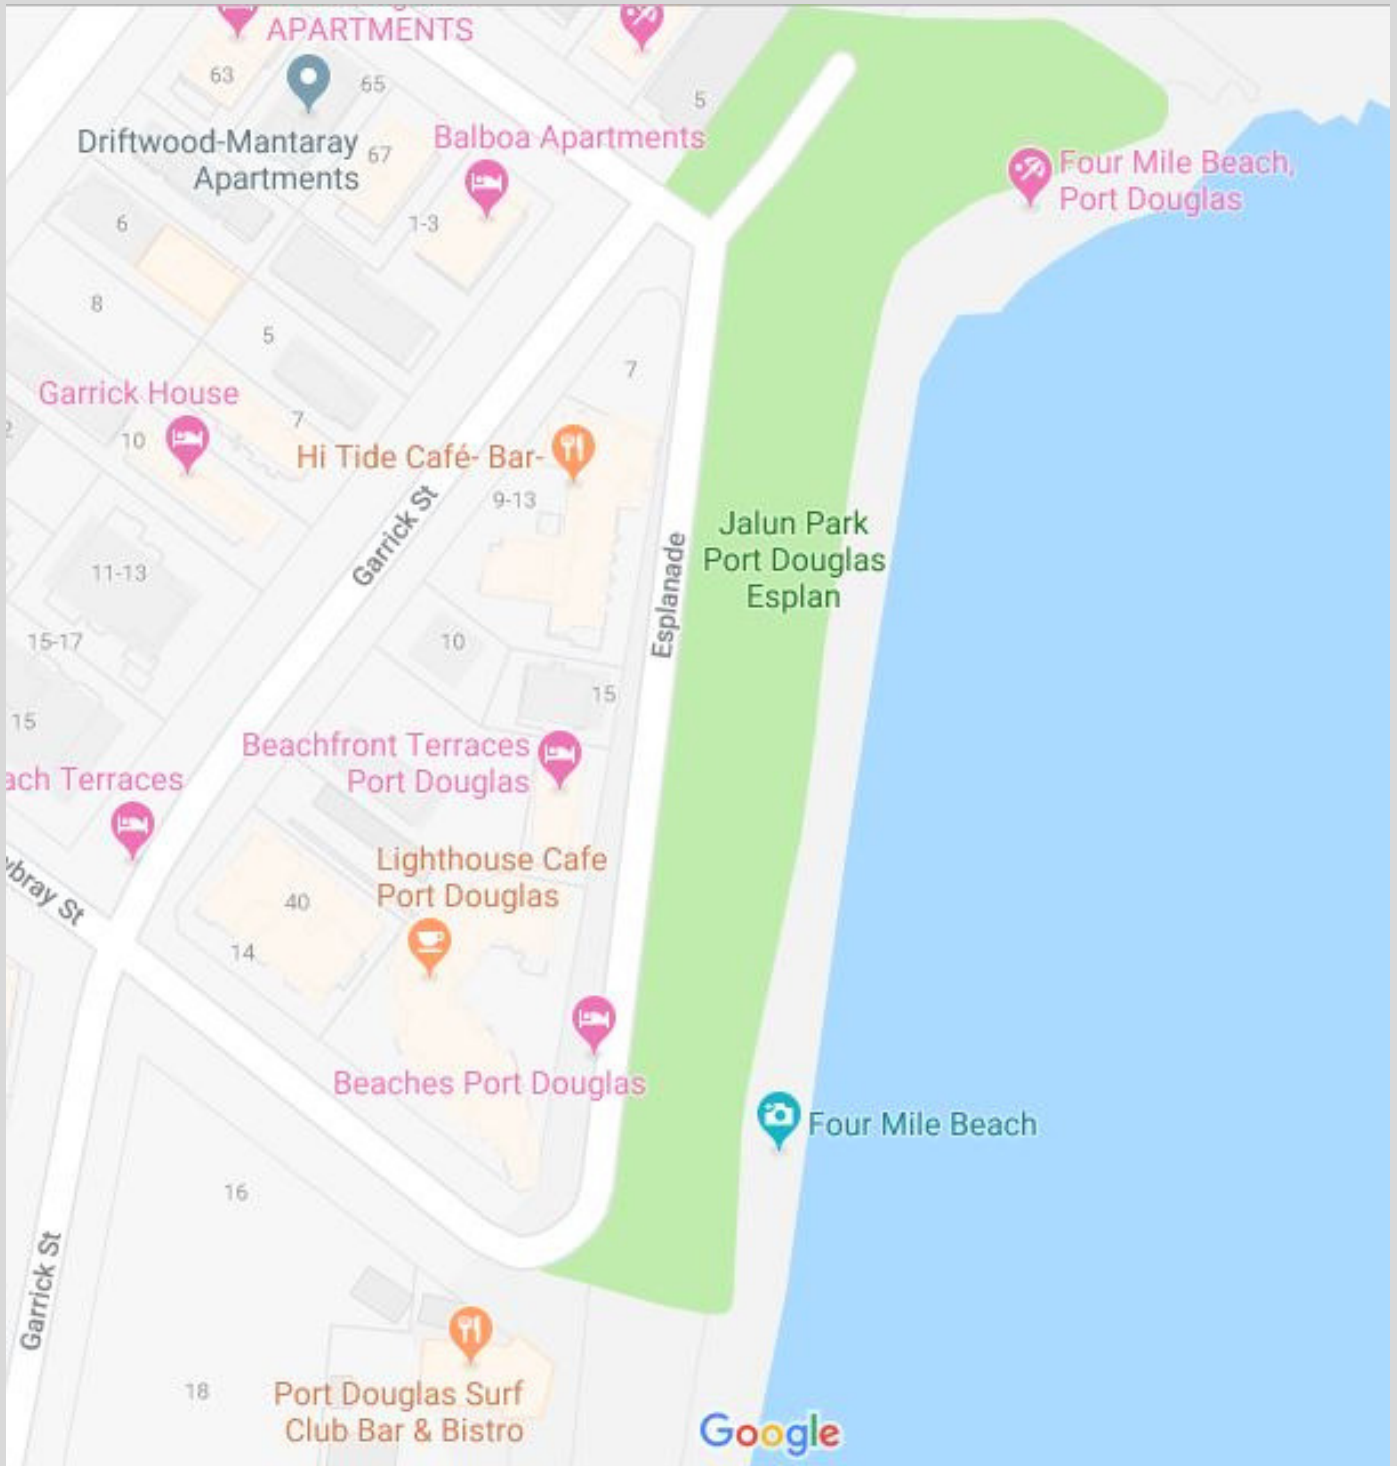 APARTMENTS
63
65
5
Driftwood-Mantaray
Apartments
67
Balboa Apartments
1-3
Four Mile Beach,
Port Douglas
6
8
5
7
Garrick House
10
7
Hi Tide Café- Bar-
9-13
Garrick St
Jalun Park
Port Douglas
Esplan
Esplanade
11-13
15-17
10
15
15
Beachfront Terraces
Port Douglas
ach Terraces
Lighthouse Cafe
Port Douglas
bray St
40
14
Beaches Port Douglas
Four Mile Beach
16
Garrick St
18
Port Douglas Surf
Club Bar & Bistro
Google